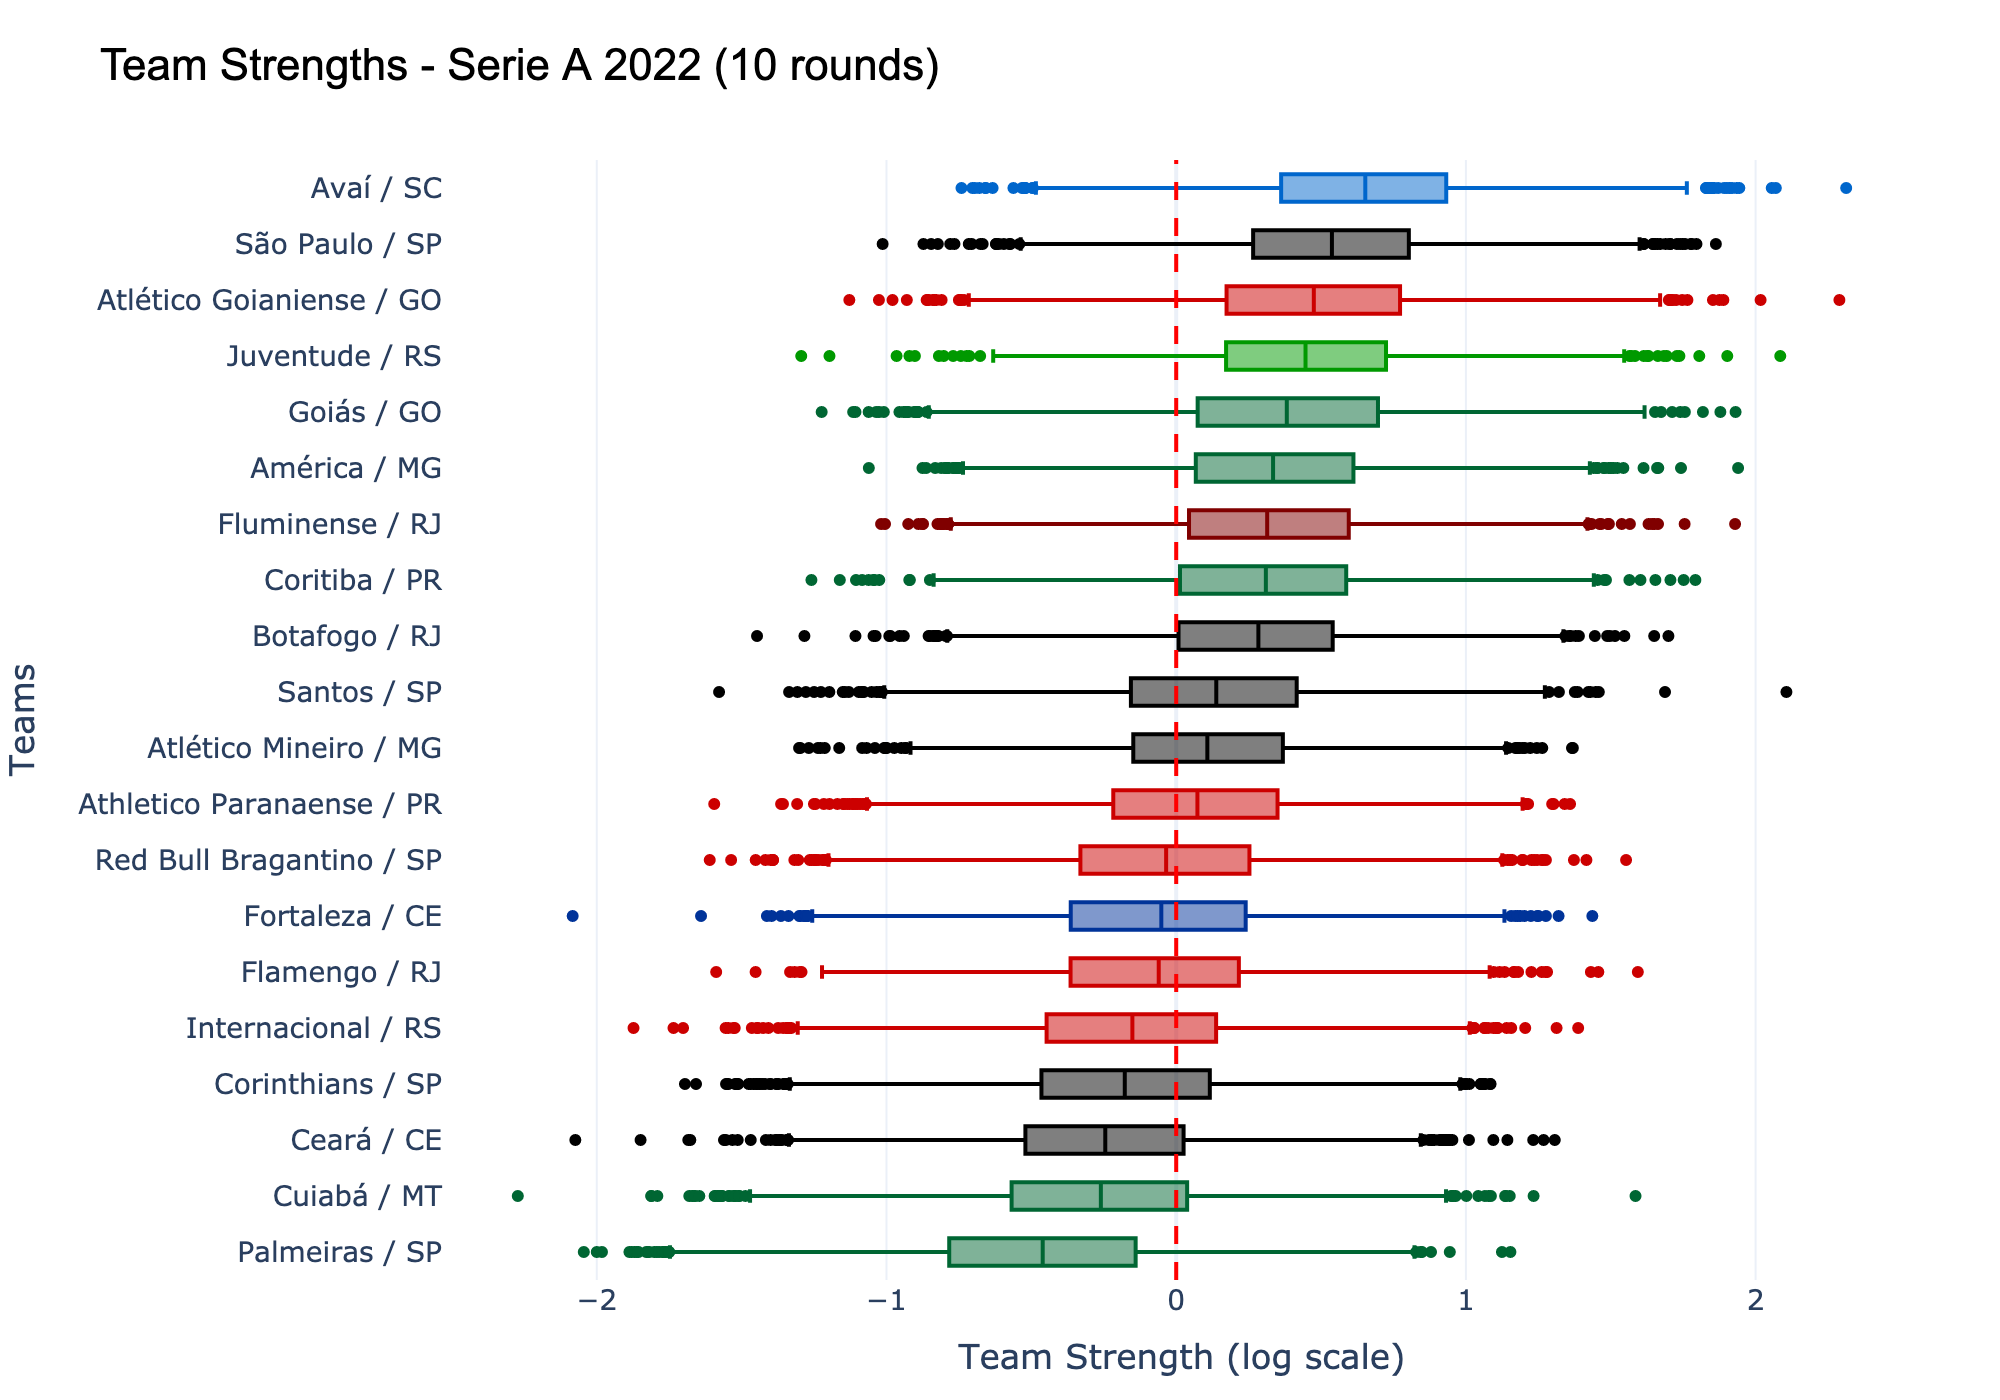 Team Strengths - Serie A 2022 (10 rounds)
Avaí / SC
São Paulo / SP
Atlético Goianiense / GO
Juventude / RS
Goiás / GO
América / MG
Fluminense / RJ
Coritiba / PR
Botafogo / RJ
Santos / SP
Atlético Mineiro / MG
Athletico Paranaense / PR
Red Bull Bragantino / SP
Fortaleza / CE
Flamengo / RJ
Internacional / RS
Corinthians / SP
Ceará / CE
Cuiabá / MT
Palmeiras / SP
Teams
−2 −1 0 1 2
Team Strength (log scale)